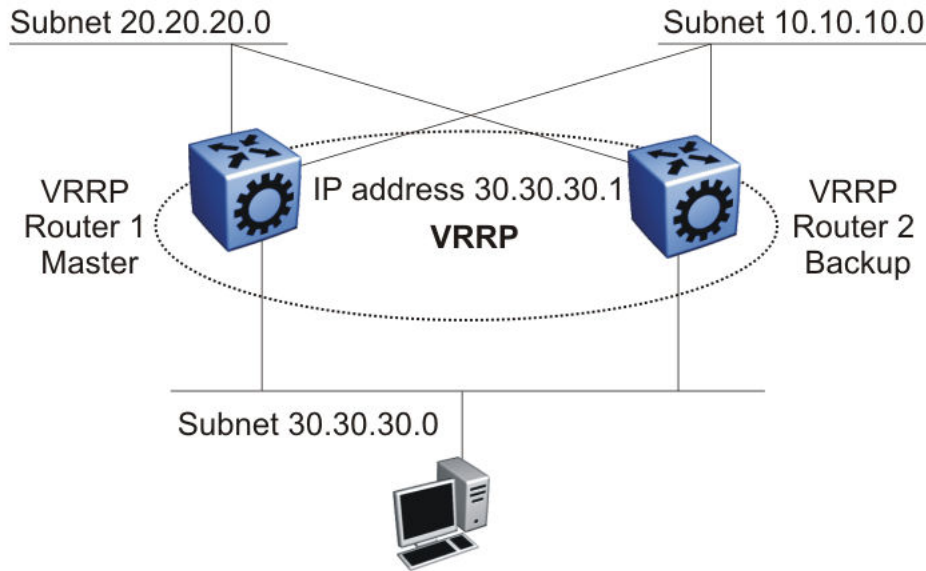 Subnet 20.20.20.0
Subnet 10.10.10.0
VRRP
Router 1
Master
IP address 30.30.30.1
VRRP
VRRP
Router 2
Backup
Subnet 30.30.30.0